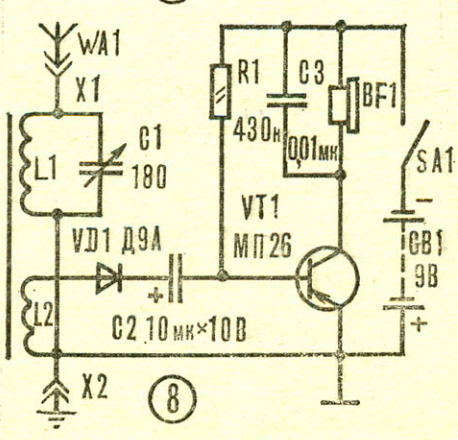 WA1
X1
L1
C1
180
R1
430к
C3
0,01мк
BF1
SA1
VT1
МП26
VD1 Д9А
GB1
9В
−
+
L2
+
C2 10мк×10В
X2
8